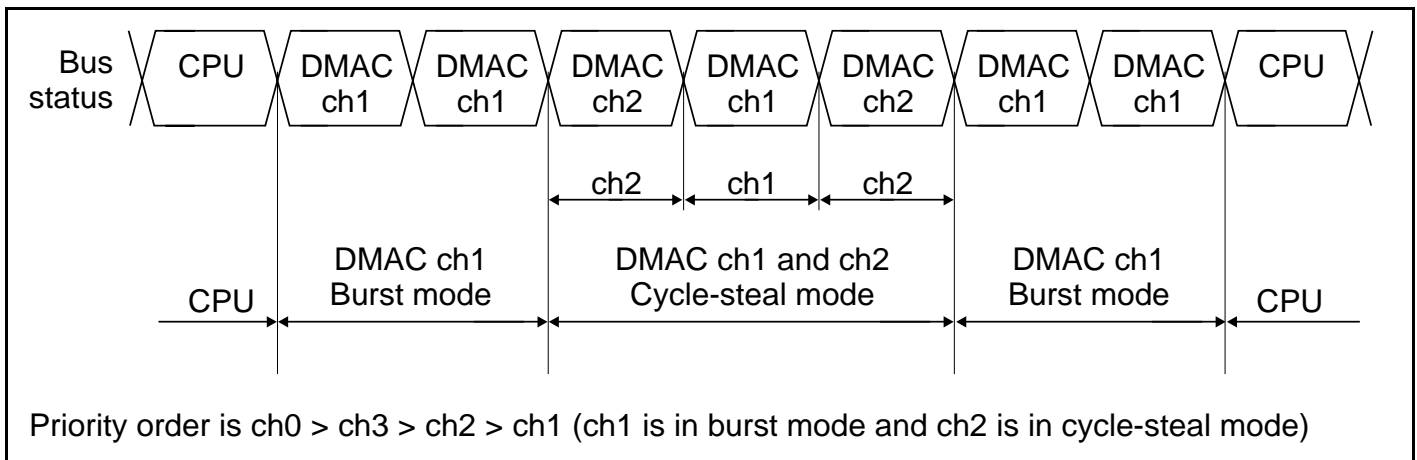 Bus
status
CPU
DMAC
ch1
DMAC
ch1
DMAC
ch2
DMAC
ch1
DMAC
ch2
DMAC
ch1
DMAC
ch1
CPU
ch2 ch1 ch2
CPU
DMAC ch1
Burst mode
DMAC ch1 and ch2
Cycle-steal mode
DMAC ch1
Burst mode
CPU
Priority order is ch0 > ch3 > ch2 > ch1 (ch1 is in burst mode and ch2 is in cycle-steal mode)